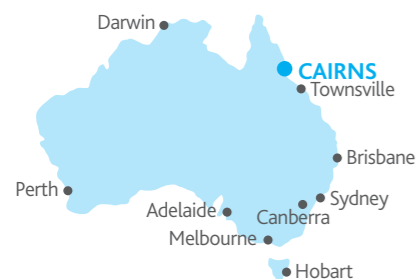 Darwin
CAIRNS
Townsville
Brisbane
Perth
Sydney
Adelaide
Canberra
Melbourne
Hobart